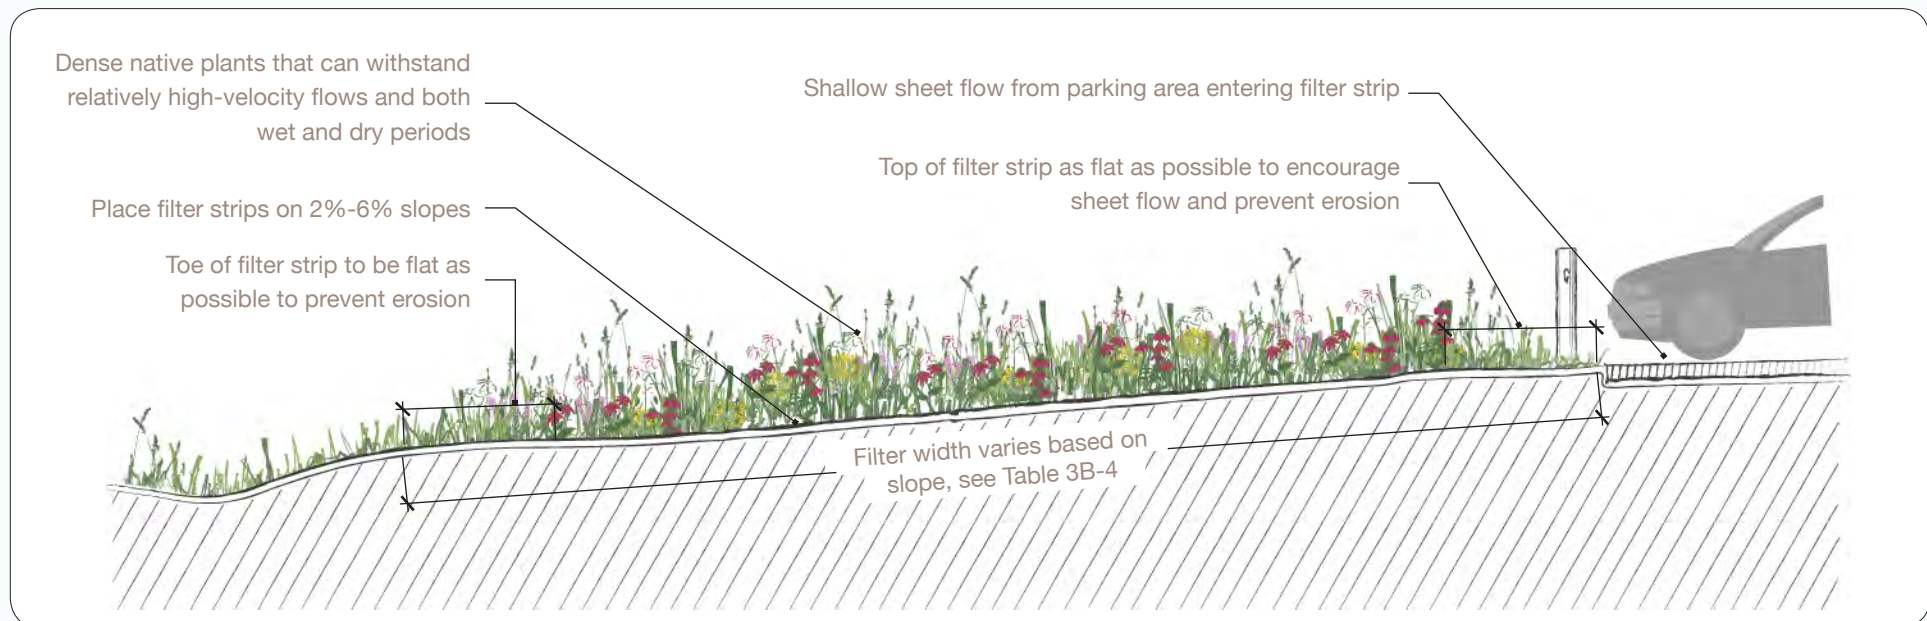 Dense native plants that can withstand
relatively high-velocity flows and both
wet and dry periods
Place filter strips on 2%-6% slopes
Toe of filter strip to be flat as
possible to prevent erosion
Shallow sheet flow from parking area entering filter strip
Top of filter strip as flat as possible to encourage
sheet flow and prevent erosion
Filter width varies based on
slope, see Table 3B-4